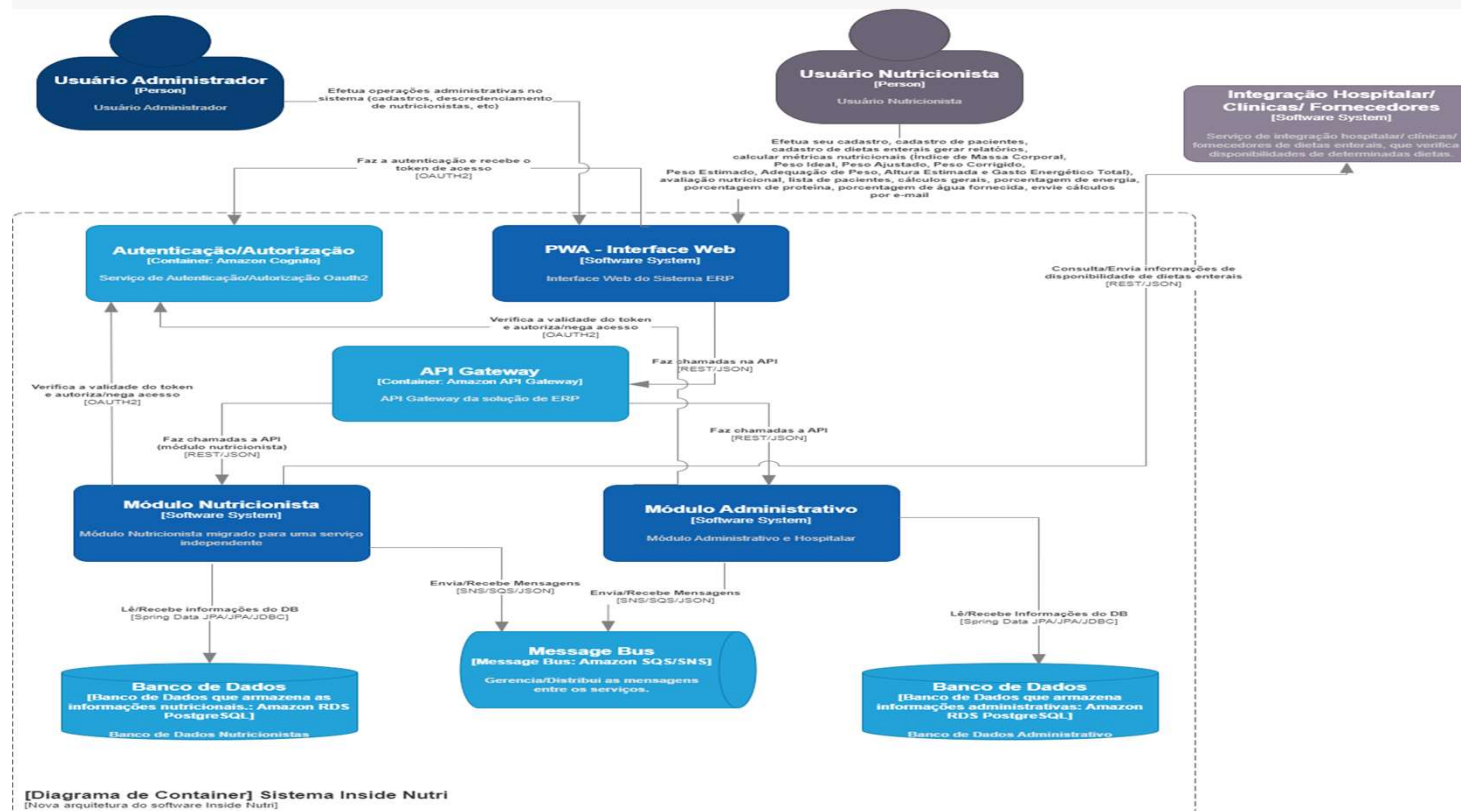 Usuário Administrador
[Person]
Usuário Administrador
Usuário Nutricionista
[Person]
Usuário Nutricionista
Integração Hospitalar/
Clínicas/ Fornecedores
[Software System]
Serviço de integração hospitalar/ clínicas/
fornecedores de dietas enterais, que verifica
disponibilidades de determinadas dietas.
Efetua operações administrativas no
sistema (cadastros, descredenciamento
de nutricionistas, etc)
Faz a autenticação e recebe o
token de acesso
[OAUTH2]
Efetua seu cadastro, cadastro de pacientes,
cadastro de dietas enterais gerar relatórios,
calcular métricas nutricionais (Índice de Massa Corporal,
Peso Ideal, Peso Ajustado, Peso Corrigido,
Peso Estimado, Adequação de Peso, Altura Estimada e Gasto Energético Total),
avaliação nutricional, lista de pacientes, cálculos gerais, porcentagem de energia,
porcentagem de proteína, porcentagem de água fornecida, envie cálculos
por e-mail
Autenticação/Autorização
[Container: Amazon Cognito]
Serviço de Autenticação/Autorização Oauth2
PWA - Interface Web
[Software System]
Interface Web do Sistema ERP
Consulta/Envia informações de
disponibilidade de dietas enterais
[REST/JSON]
Verifica a validade do token
e autoriza/nega acesso
[OAUTH2]
Faz chamadas na API
[REST/JSON]
API Gateway
[Container: Amazon API Gateway]
API Gateway da solução de ERP
Verifica a validade do token
e autoriza/nega acesso
[OAUTH2]
Faz chamadas a API
(módulo nutricionista)
[REST/JSON]
Faz chamadas a API
[REST/JSON]
Módulo Nutricionista
[Software System]
Módulo Nutricionista migrado para uma serviço
independente
Módulo Administrativo
[Software System]
Módulo Administrativo e Hospitalar
Envia/Recebe Mensagens
[SNS/SQS/JSON]
Envia/Recebe Mensagens
[SNS/SQS/JSON]
Lê/Recebe informações do DB
[Spring Data JPA/JPA/JDBC]
Lê/Recebe Informações do DB
[Spring Data JPA/JPA/JDBC]
Message Bus
[Message Bus: Amazon SQS/SNS]
Gerencia/Distribui as mensagens
entre os serviços.
Banco de Dados
[Banco de Dados que armazena as
informações nutricionais.: Amazon RDS
PostgreSQL]
Banco de Dados Nutricionistas
Banco de Dados
[Banco de Dados que armazena
informações administrativas: Amazon
RDS PostgreSQL]
Banco de Dados Administrativo
[Diagrama de Container] Sistema Inside Nutri
[Nova arquitetura do software Inside Nutri]